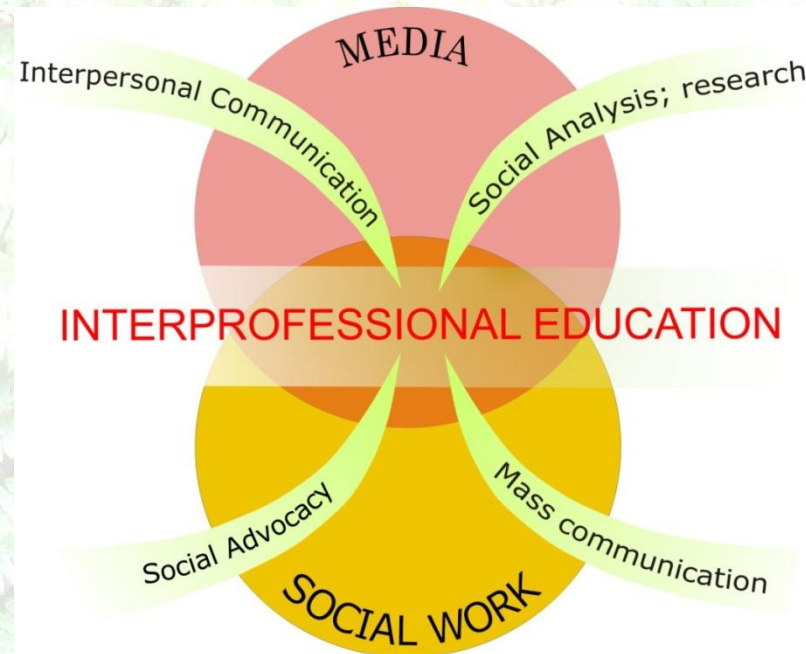 MEDIA
Interpersonal Communication
Social Analysis; research
INTERPROFESSIONAL EDUCATION
Social Advocacy
Mass communication
SOCIAL WORK